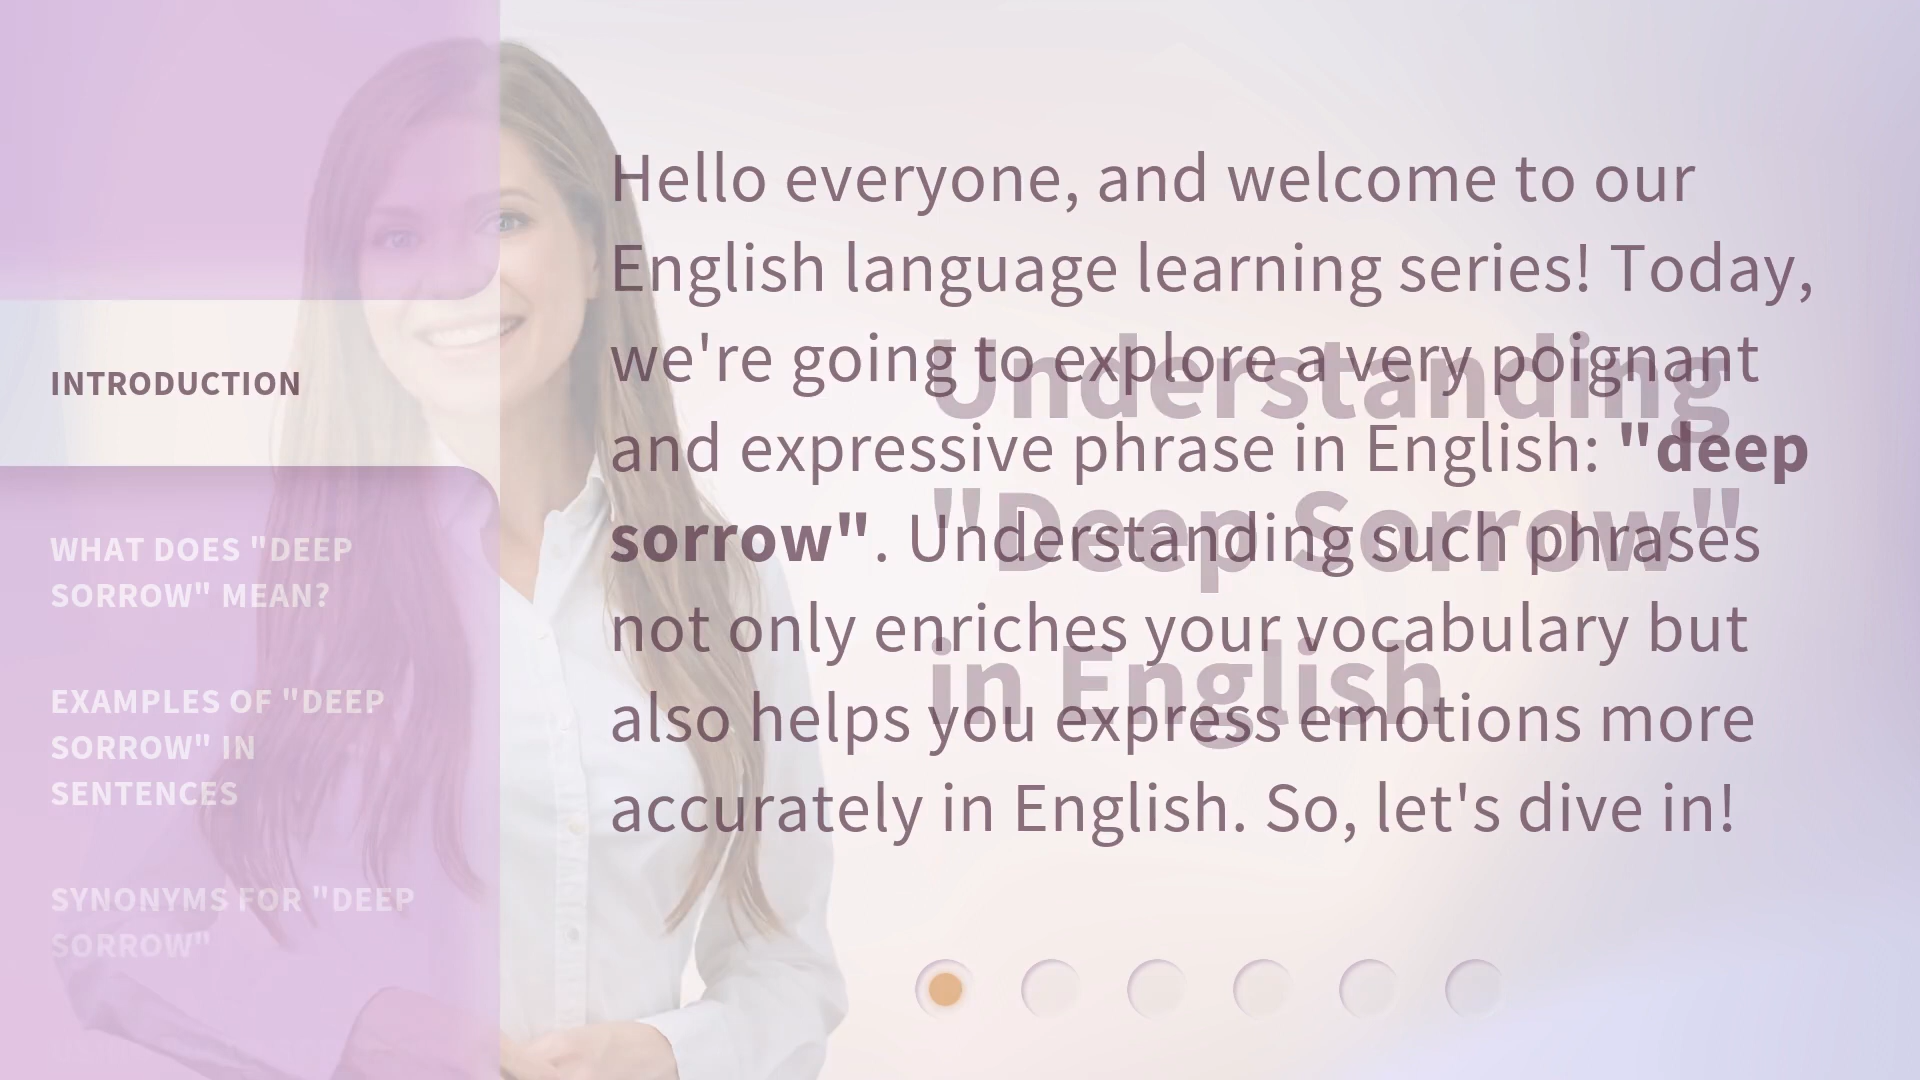 INTRODUCTION
WHAT DOES "DEEP
SORROW" MEAN?
EXAMPLES OF "DEEP
SORROW" IN
SENTENCES
SYNONYMS FOR "DEEP
SORROW"
Hello everyone, and welcome to our
English language learning series! Today,
we're going to explore a very poignant
and expressive phrase in English: "deep
sorrow". Understanding such phrases
not only enriches your vocabulary but
also helps you express emotions more
accurately in English. So, let's dive in!
Understanding
"Deep Sorrow"
in English